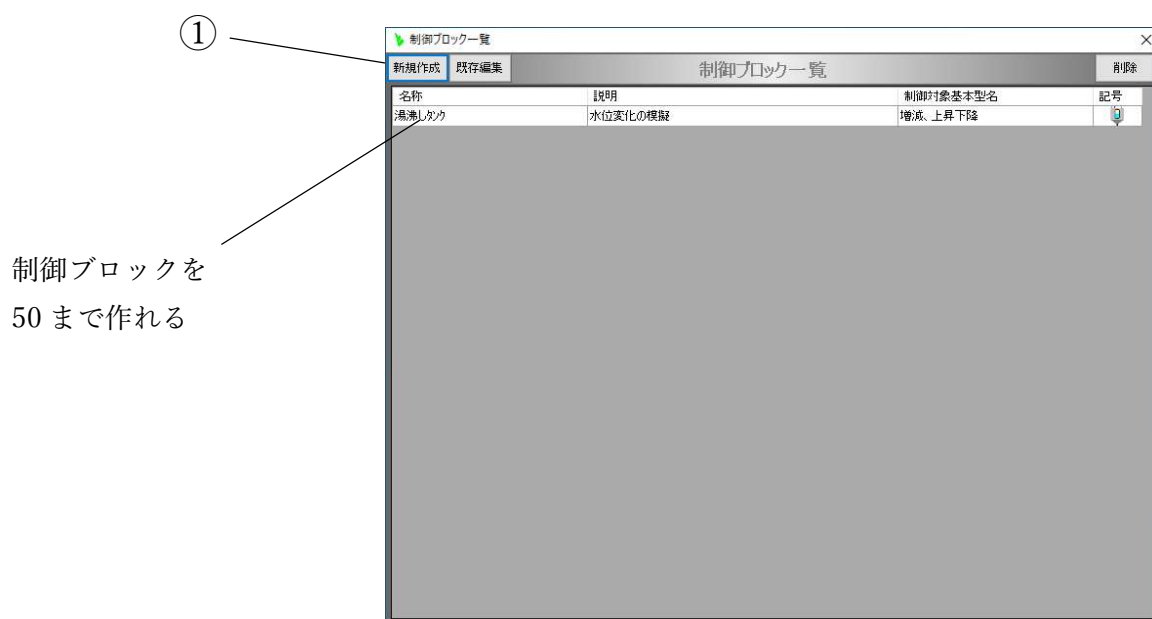 ①
制御ブロック一覧
新規作成 既存編集 制御ブロック一覧 削除
名称 説明 制御対象基本型名 記号
湯沸しタンク 水位変化の模擬 増減、上昇下降
制御ブロックを
50 まで作れる